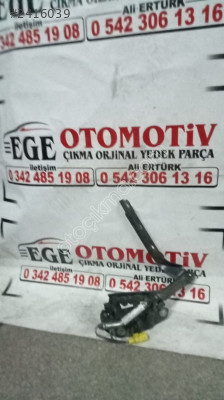 #2416039
İletişim Ali ERTÜRK
0 342 485 19 08 0 542 306 13 16
EGE OTOMOTİV
ÇIKMA ORJİNAL YEDEK PARÇA
İletişim Ali ERTÜRK
0 342 485 19 08 0 542 306 13 16
EGE OTOMOTİV
ÇIKMA ORJİNAL YEDEK PARÇA
İletişim Ali ERTÜRK
0 342 485 19 08 0 542 306 13 16